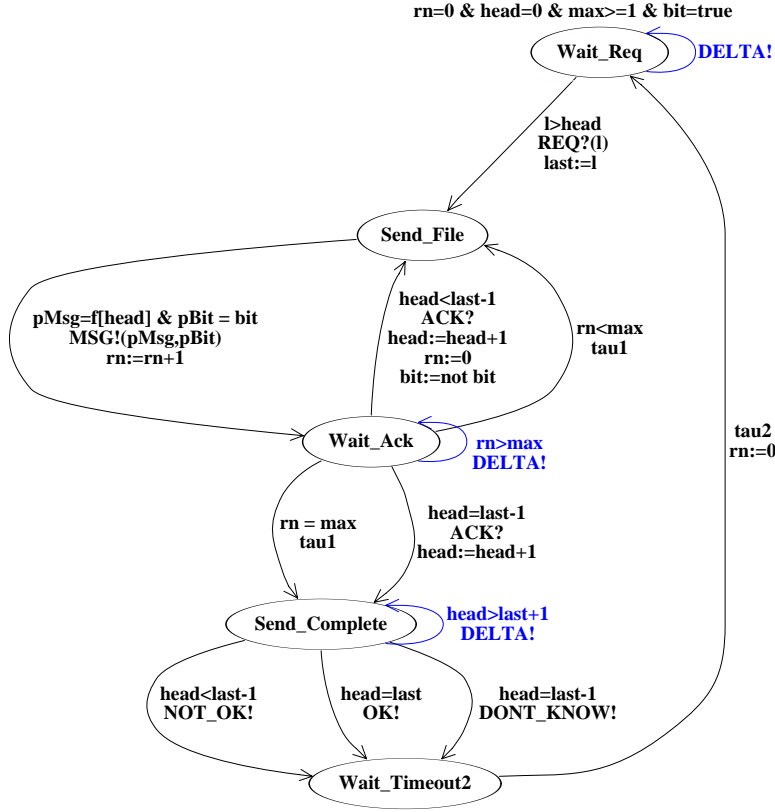 rn=0 & head=0 & max>=1 & bit=true
Wait_Req
DELTA!
l>head
REQ?(l)
last:=l
Send_File
pMsg=f[head] & pBit = bit
MSG!(pMsg,pBit)
rn:=rn+1
head<last-1
ACK?
head:=head+1
rn:=0
bit:=not bit
rn<max
tau1
Wait_Ack
rn>max
DELTA!
tau2
rn:=0
rn = max
tau1
head=last-1
ACK?
head:=head+1
Send_Complete
head>last+1
DELTA!
head<last-1
NOT_OK!
head=last
OK!
head=last-1
DONT_KNOW!
Wait_Timeout2